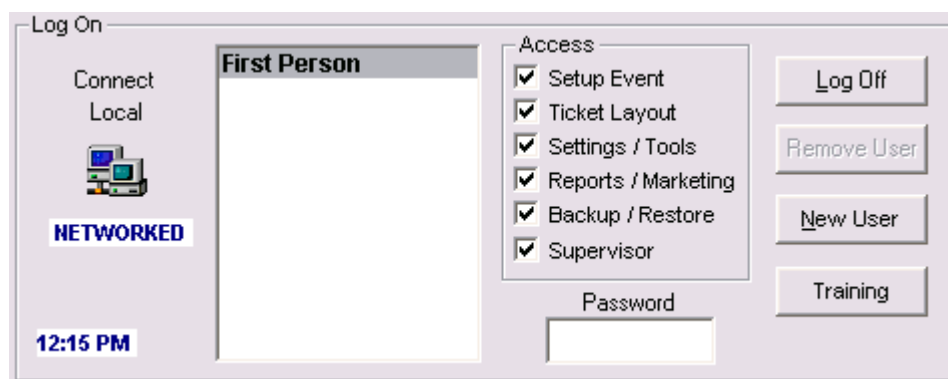 Log On
Connect
Local
NETWORKED
12:15 PM
First Person
Access
Setup Event
Ticket Layout
Settings / Tools
Reports / Marketing
Backup / Restore
Supervisor
Password
Log Off
Remove User
New User
Training